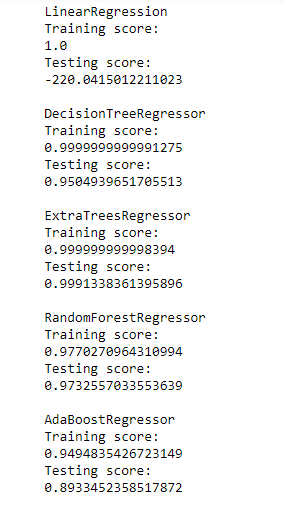 LinearRegression
Training score:
1.0
Testing score:
-220.0415012211023
DecisionTreeRegressor
Training score:
0.9999999999991275
Testing score:
0.9504939651705513
ExtraTreesRegressor
Training score:
0.999999999998394
Testing score:
0.9991338361395896
RandomForestRegressor
Training score:
0.9770270964310994
Testing score:
0.9732557033553639
AdaBoostRegressor
Training score:
0.9494835426723149
Testing score:
0.8933452358517872